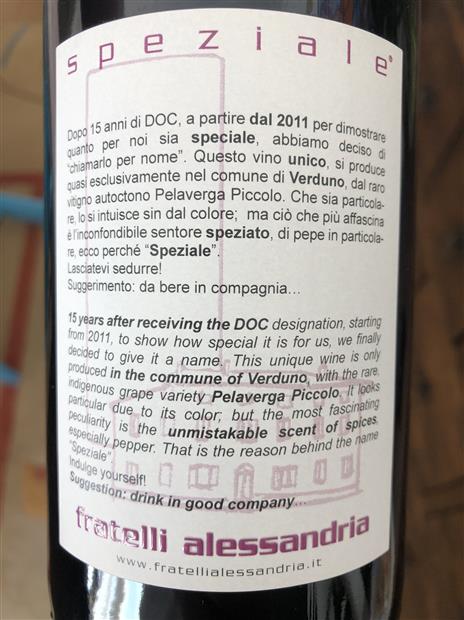 speziale®
Dopo 15 anni di DOC, a partire dal 2011 per dimostrare
quanto per noi sia speciale, abbiamo deciso di
"chiamarlo per nome". Questo vino unico, si produce
quasi esclusivamente nel comune di Verduno, dal raro
vitigno autoctono Pelaverga Piccolo. Che sia particola-
re, lo si intuisce sin dal colore; ma ciò che più affascina
è l'inconfondibile sentore speziato, di pepe in particola-
re, ecco perché "Speziale".
Lasciatevi sedurre!
Suggerimento: da bere in compagnia...
15 years after receiving the DOC designation, starting
from 2011, to show how special it is for us, we finally
decided to give it a name. This unique wine is only
produced in the commune of Verduno, with the rare,
indigenous grape variety Pelaverga Piccolo. It looks
particular due to its color; but the most fascinating
peculiarity is the unmistakable scent of spices,
especially pepper. That is the reason behind the name
"Speziale".
Indulge yourself!
Suggestion: drink in good company...
fratelli alessandria
www.fratellialessandria.it